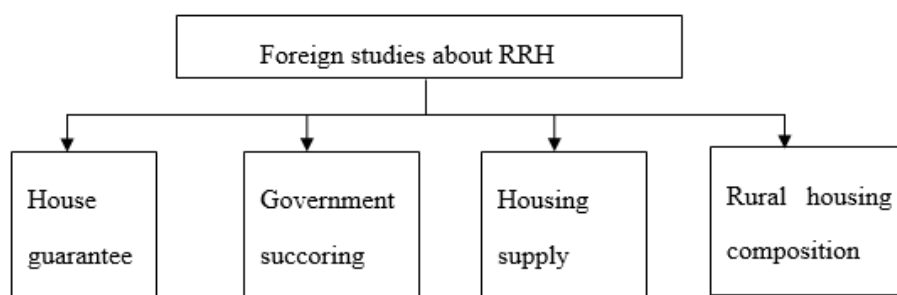 Foreign studies about RRH
House
guarantee
Government
succoring
Housing
supply
Rural housing
composition